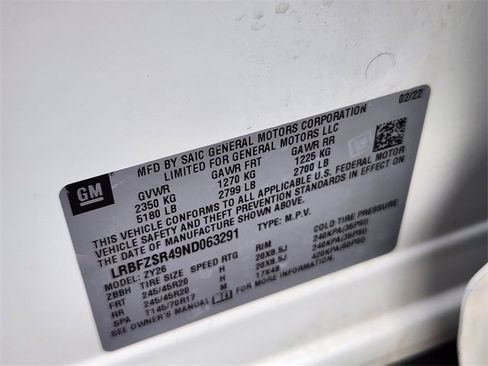 02/22
MFD BY SAIC GENERAL MOTORS CORPORATION
LIMITED FOR GENERAL MOTORS LLC
GM
GVWR GAWR FRT GAWR RR
2350 KG 1270 KG 1225 KG
5180 LB 2799 LB 2700 LB
THIS VEHICLE CONFORMS TO ALL APPLICABLE U.S. FEDERAL MOTOR
VEHICLE SAFETY AND THEFT PREVENTION STANDARDS IN EFFECT ON
THE DATE OF MANUFACTURE SHOWN ABOVE.
LRBFZSR49ND063291 TYPE: M.P.V.
ZBBH ZY26
TIRE SIZE SPEED RTG RIM COLD TIRE PRESSURE
FRT 245/45R20 H 20X8.5J 240KPA(35PSI)
RR 245/45R20 H 20X8.5J 240KPA(35PSI)
SPA T145/70R17 M 17X4B 420KPA(60PSI)
SEE OWNER'S MANUAL FOR MORE INFORMATION.